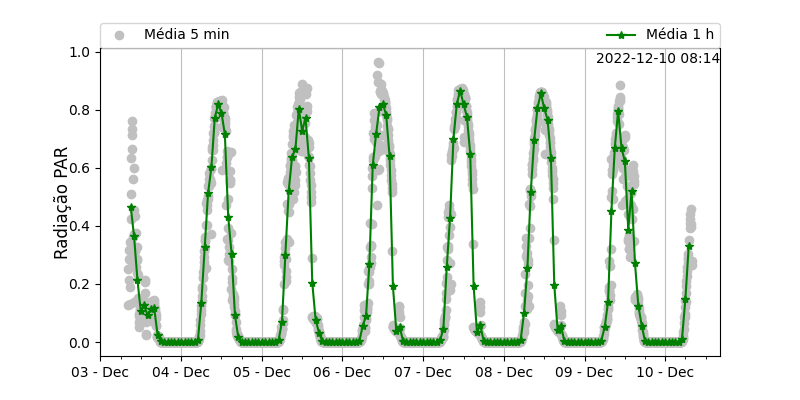 Média 5 min
Média 1 h
2022-12-10 08:14
Radiação PAR
1.0
0.8
0.6
0.4
0.2
0.0
03 - Dec
04 - Dec
05 - Dec
06 - Dec
07 - Dec
08 - Dec
09 - Dec
10 - Dec